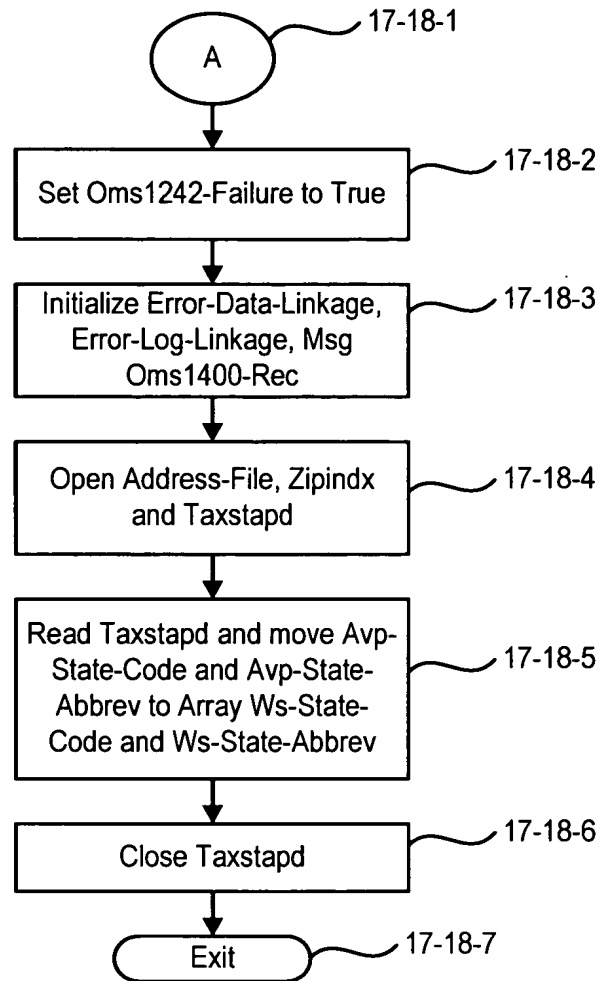 17-18-1
A
17-18-2
Set Oms1242-Failure to True
17-18-3
Initialize Error-Data-Linkage,
Error-Log-Linkage, Msg
Oms1400-Rec
17-18-4
Open Address-File, Zipindx
and Taxstapd
17-18-5
Read Taxstapd and move Avp-
State-Code and Avp-State-
Abbrev to Array Ws-State-
Code and Ws-State-Abbrev
17-18-6
Close Taxstapd
17-18-7
Exit